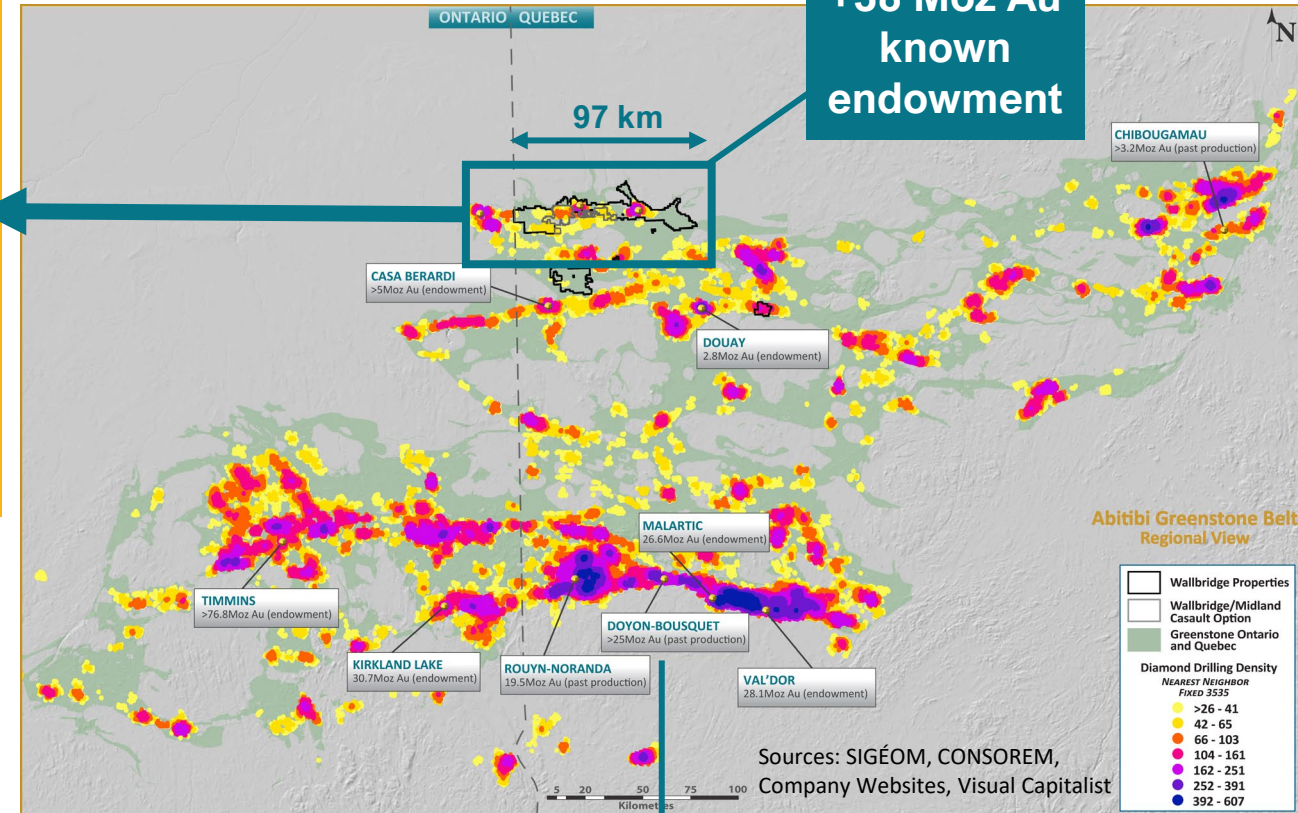 ONTARIO QUEBEC
known
endowment
N
97 km
CHIBOUGAMAU
>3.2Moz Au (past production)
CASA BERARDI
>5Moz Au (endowment)
DOUAY
2.8Moz Au (endowment)
MALARTIC
26.6Moz Au (endowment)
Abitibi Greenstone Belt
Regional View
TIMMINS
>76.8Moz Au (endowment)
DOYON-BOUSQUET
>25Moz Au (past production)
KIRKLAND LAKE
30.7Moz Au (endowment)
ROUYN-NORANDA
19.5Moz Au (past production)
VAL'DOR
28.1Moz Au (endowment)
Wallbridge Properties
Wallbridge/Midland
Casault Option
Greenstone Ontario
and Quebec
Diamond Drilling Density
NEAREST NEIGHBOR
FIXED 3535
>26 - 41
42 - 65
66 - 103
104 - 161
162 - 251
252 - 391
392 - 607
Sources: SIGÉOM, CONSOREM,
Company Websites, Visual Capitalist
5 20 50 75 100
Kilometres